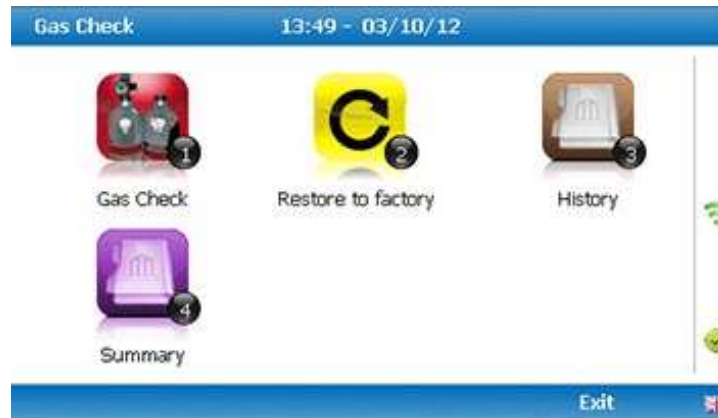 Gas Check 13:49 - 03/10/12
1 2 3
Gas Check Restore to factory History
4
Summary
Exit